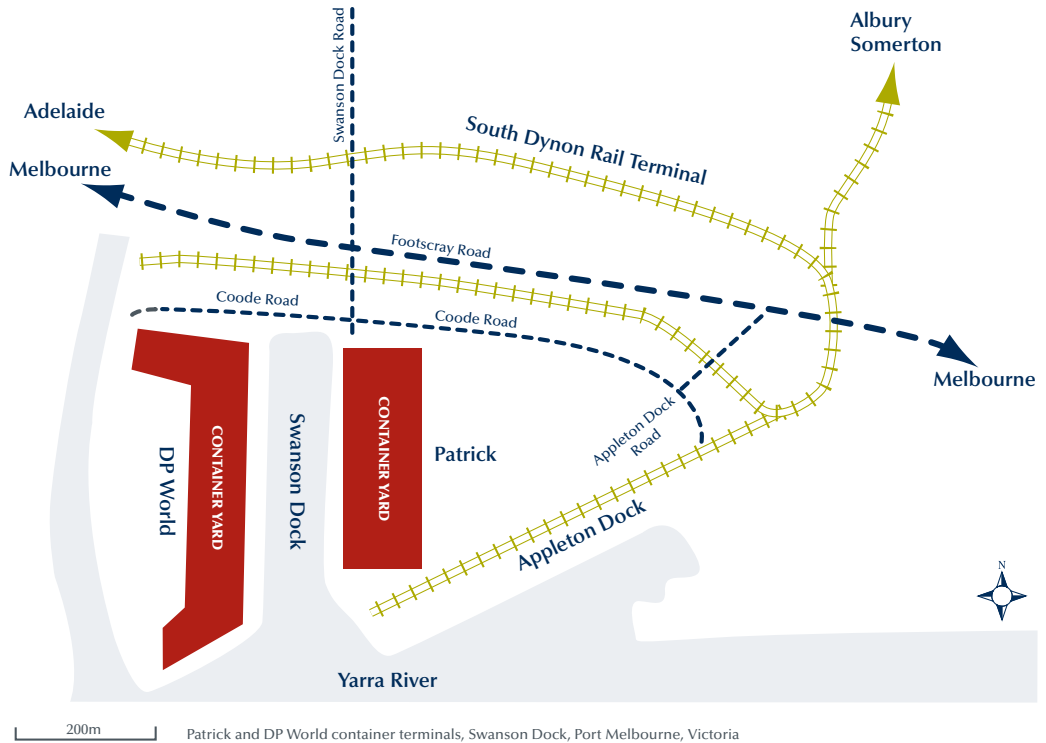 Albury
Somerton
Swanson Dock Road
Adelaide
South Dynon Rail Terminal
Melbourne
Footscray Road
Coode Road
Coode Road
Melbourne
Appleton Dock
Road
CONTAINER YARD
DP World
Swanson Dock
CONTAINER YARD
Patrick
Appleton Dock
N
Yarra River
200m
Patrick and DP World container terminals, Swanson Dock, Port Melbourne, Victoria